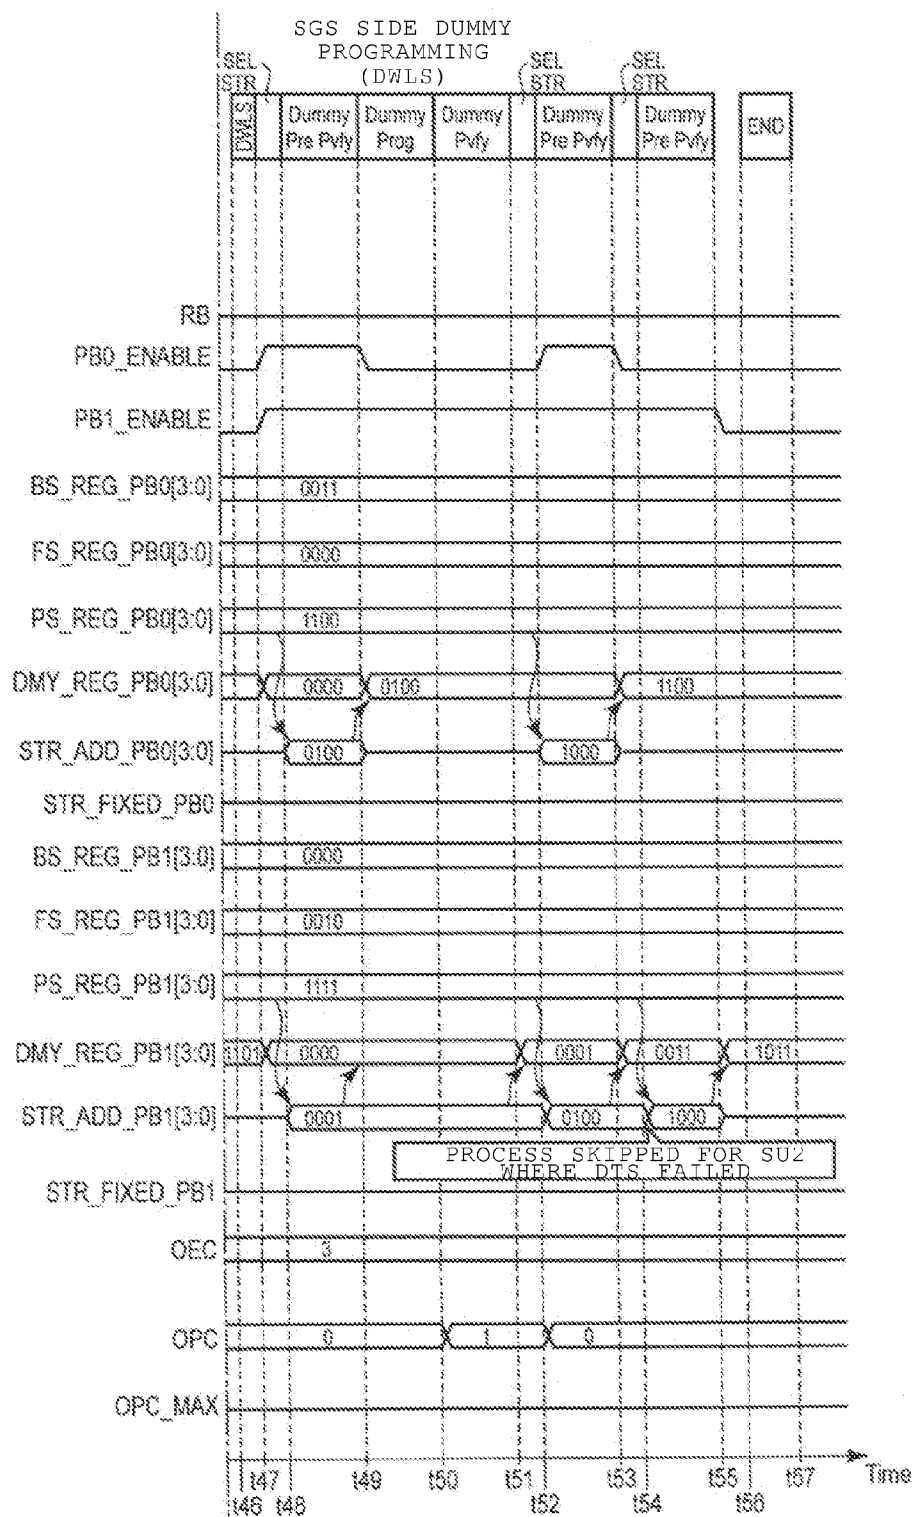 SGS SIDE DUMMY
PROGRAMMING
(DWLS)
SEL
STR
SEL
STR
SEL
STR
DWLS
Dummy
Pre Pvfy
Dummy
Prog
Dummy
Pvfy
Dummy
Pre Pvfy
Dummy
Pre Pvfy
END
RB
PB0_ENABLE
PB1_ENABLE
BS_REG_PB0[3:0]
0011
FS_REG_PB0[3:0]
0000
PS_REG_PB0[3:0]
1100
DMY_REG_PB0[3:0]
0000
0100
1100
STR_ADD_PB0[3:0]
0100
1000
STR_FIXED_PB0
BS_REG_PB1[3:0]
0000
FS_REG_PB1[3:0]
0010
PS_REG_PB1[3:0]
1111
DMY_REG_PB1[3:0]
1101
0000
0001
0011
1011
STR_ADD_PB1[3:0]
0001
0100
1000
PROCESS SKIPPED FOR SU2
WHERE DTS FAILED
STR_FIXED_PB1
OEC
3
OPC
0
1
0
OPC_MAX
Time
t47
t49
t50
t51
t53
t55
t57
t46
t48
t52
t54
t56